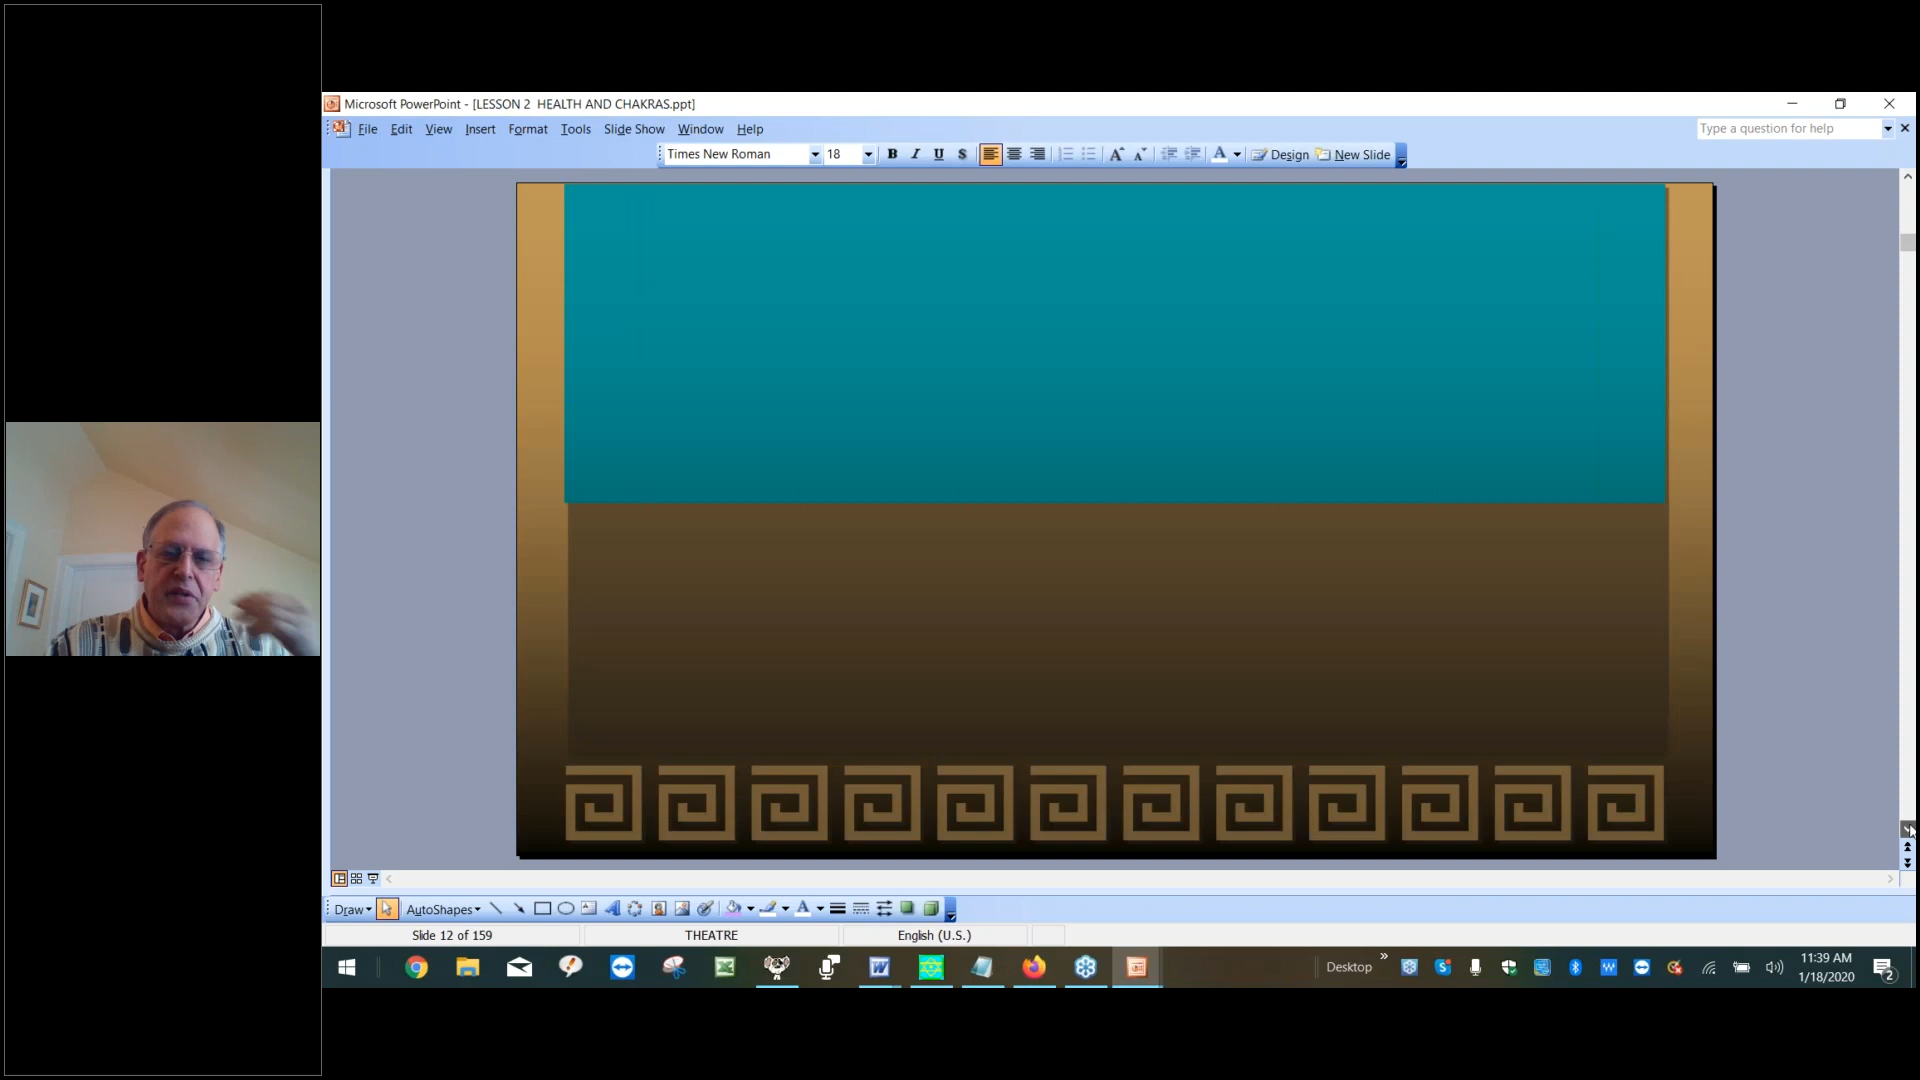 Microsoft PowerPoint - [LESSON 2  HEALTH AND CHAKRAS.ppt]
File Edit View Insert Format Tools Slide Show Window Help
Type a question for help
Times New Roman 18 B I U S A A A Design New Slide
Draw AutoShapes A A
Slide 12 of 159 THEATRE English (U.S.)
Desktop »
11:39 AM
1/18/2020
2